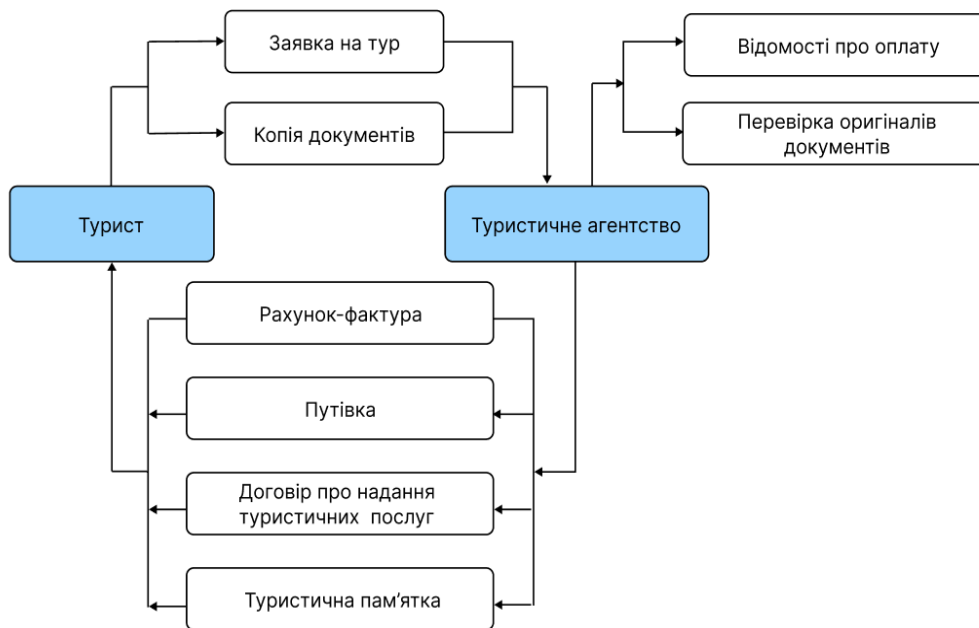 Заявка на тур
Відомості про оплату
Копія документів
Перевірка оригіналів
документів
Турист
Туристичне агентство
Рахунок-фактура
Путівка
Договір про надання
туристичних послуг
Туристична пам’ятка